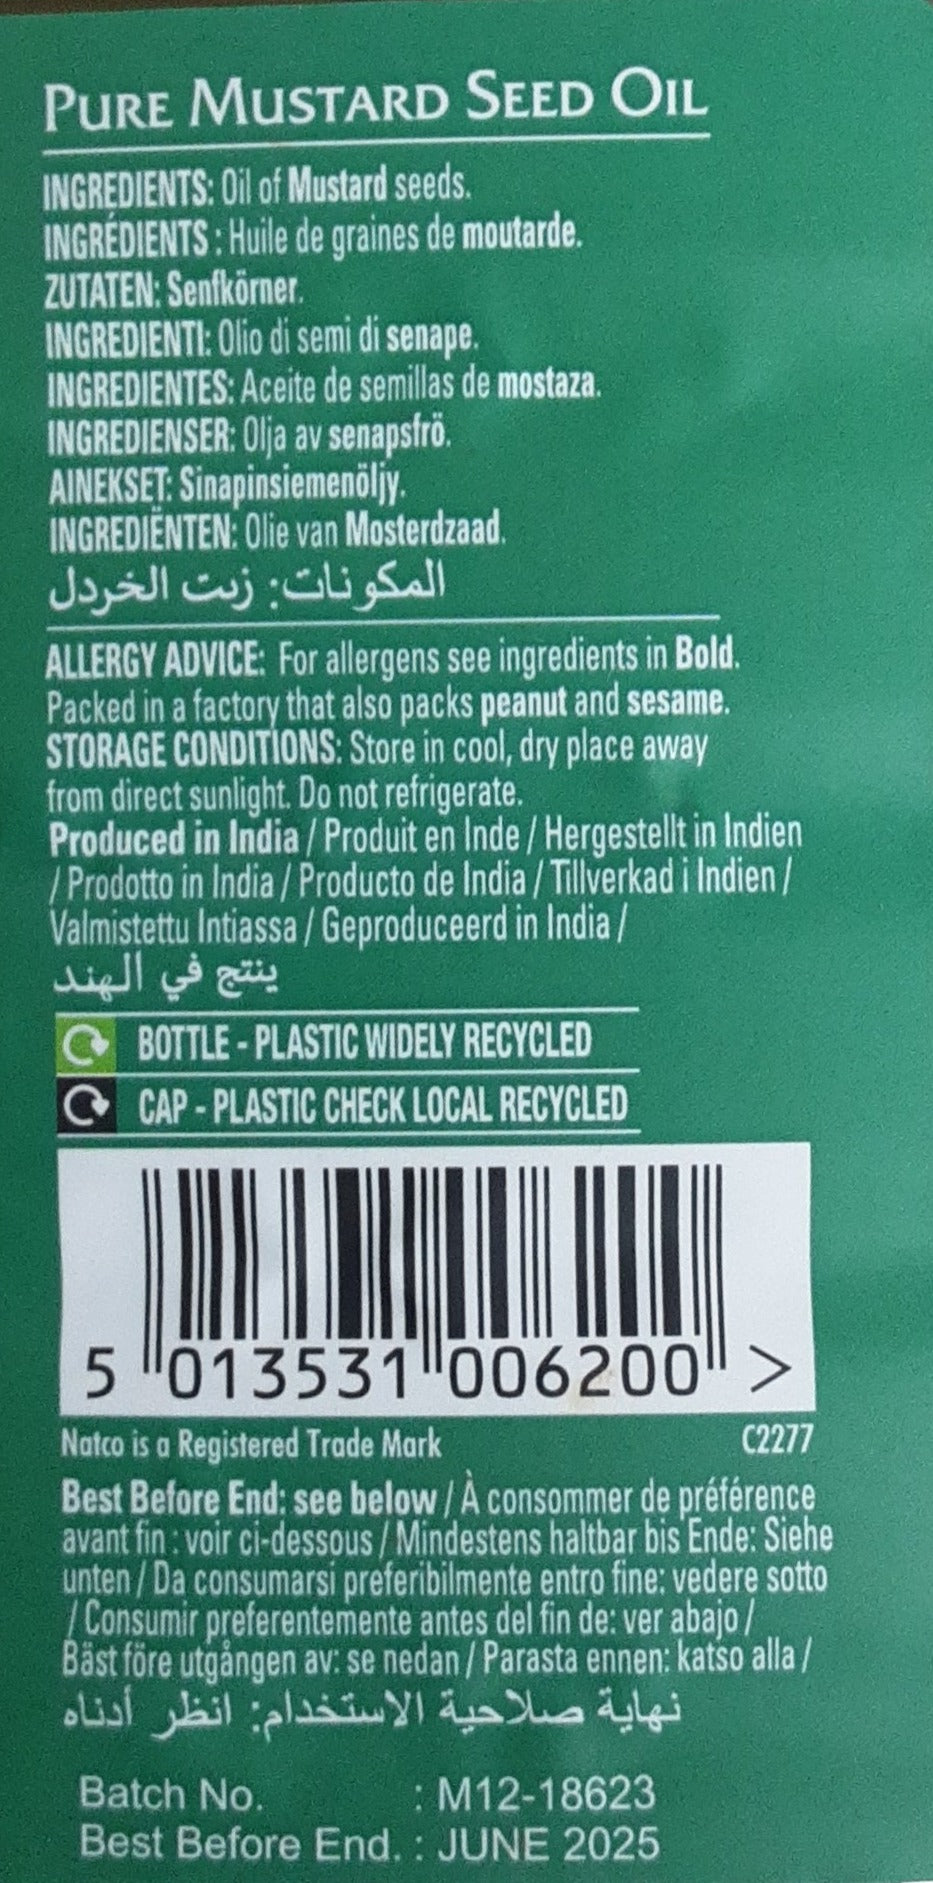 PURE MUSTARD SEED OIL
INGREDIENTS: Oil of Mustard seeds.
INGRÉDIENTS : Huile de graines de moutarde.
ZUTATEN: Senfkörner.
INGREDIENTI: Olio di semi di senape.
INGREDIENTES: Aceite de semillas de mostaza.
INGREDIENSER: Olja av senapsfrö.
AINEKSET: Sinapinsiemenöljy.
INGREDIËNTEN: Olie van Mosterdzaad.
المكونات: زيت الخردل
ALLERGY ADVICE: For allergens see ingredients in Bold.
Packed in a factory that also packs peanut and sesame.
STORAGE CONDITIONS: Store in cool, dry place away
from direct sunlight. Do not refrigerate.
Produced in India / Produit en Inde / Hergestellt in Indien
/ Prodotto in India / Producto de India / Tillverkad i Indien /
Valmistettu Intiassa / Geproduceerd in India /
ينتج في الهند
BOTTLE - PLASTIC WIDELY RECYCLED
CAP - PLASTIC CHECK LOCAL RECYCLED
5 013531 006200 >
Natco is a Registered Trade Mark C2277
Best Before End: see below / À consommer de préférence
avant fin : voir ci-dessous / Mindestens haltbar bis Ende: Siehe
unten / Da consumarsi preferibilmente entro fine: vedere sotto
/ Consumir preferentemente antes del fin de: ver abajo /
Bäst före utgången av: se nedan / Parasta ennen: katso alla /
نهاية صلاحية الاستخدام: انظر أدناه
Batch No. : M12-18623
Best Before End. : JUNE 2025